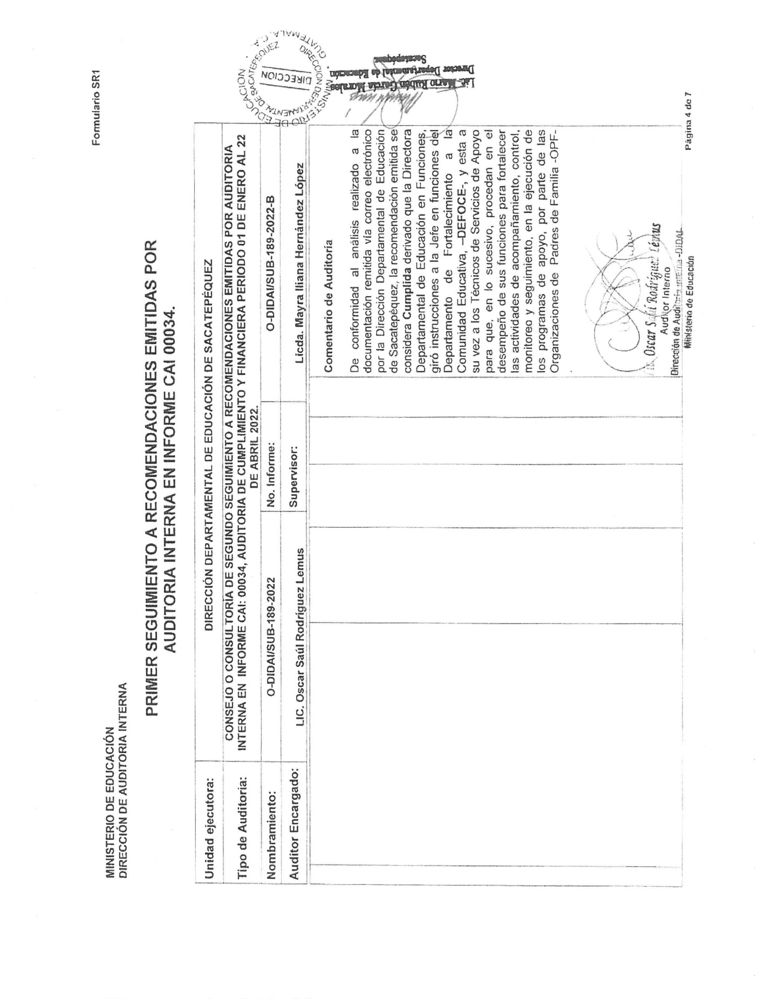 Formulario SR1
MINISTERIO DE EDUCACIÓN
DIRECCIÓN DE AUDITORIA INTERNA
PRIMER SEGUIMIENTO A RECOMENDACIONES EMITIDAS POR
AUDITORIA INTERNA EN INFORME CAI 00034.
Unidad ejecutora: DIRECCIÓN DEPARTAMENTAL DE EDUCACIÓN DE SACATEPÉQUEZ
Tipo de Auditoria: CONSEJO O CONSULTORÍA DE SEGUNDO SEGUIMIENTO A RECOMENDACIONES EMITIDAS POR AUDITORIA
INTERNA EN INFORME CAI: 00034, AUDITORIA DE CUMPLIMIENTO Y FINANCIERA PERIODO 01 DE ENERO AL 22
DE ABRIL 2022.
Nombramiento: O-DIDAI/SUB-189-2022 No. Informe: O-DIDAI/SUB-189-2022-B
Auditor Encargado: LIC. Oscar Saúl Rodríguez Lemus Supervisor: Licda. Mayra Iliana Hernández López
Comentario de Auditoría
De conformidad al análisis realizado a la
documentación remitida vía correo electrónico
por la Dirección Departamental de Educación
de Sacatepéquez, la recomendación emitida se
considera Cumplida derivado que la Directora
Departamental de Educación en Funciones,
giró instrucciones a la Jefe en funciones del
Departamento de Fortalecimiento a la
Comunidad Educativa, –DEFOCE-, y esta a
su vez a los Técnicos de Servicios de Apoyo
para que, en lo sucesivo, procedan en el
desempeño de sus funciones para fortalecer
las actividades de acompañamiento, control,
monitoreo y seguimiento, en la ejecución de
los programas de apoyo, por parte de las
Organizaciones de Padres de Familia -OPF-
MINISTERIO DE EDUCACION
GUATEMALA, C.A.
DIRECCION DEPARTAMENTAL DE SACATEPEQUEZ
DIRECCION
Lic. Mario Rubén García Morales
Director Departamental de Educación
Sacatepéquez
Oscar Saúl Rodríguez Lémus
Auditor Interno
Dirección de Auditoria Interna -DIDAI-
Ministerio de Educación
Página 4 de 7